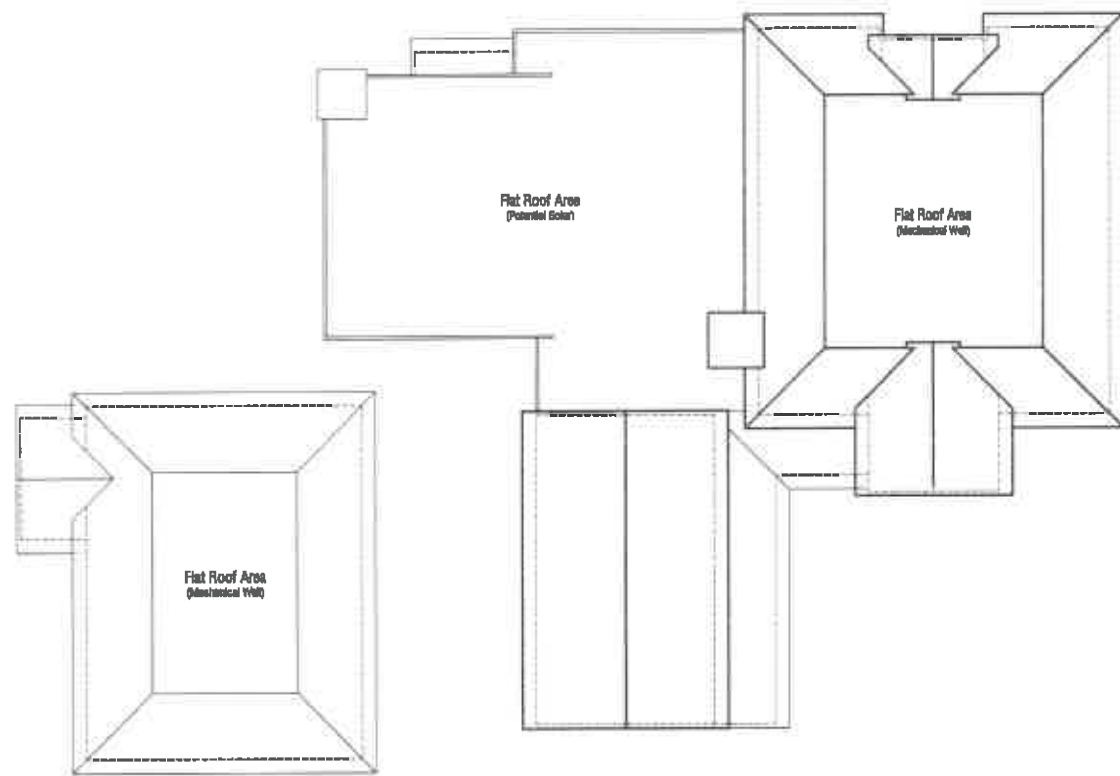 Flat Roof Area
(Potential Solar)
Flat Roof Area
(Mechanical Well)
Flat Roof Area
(Mechanical Well)